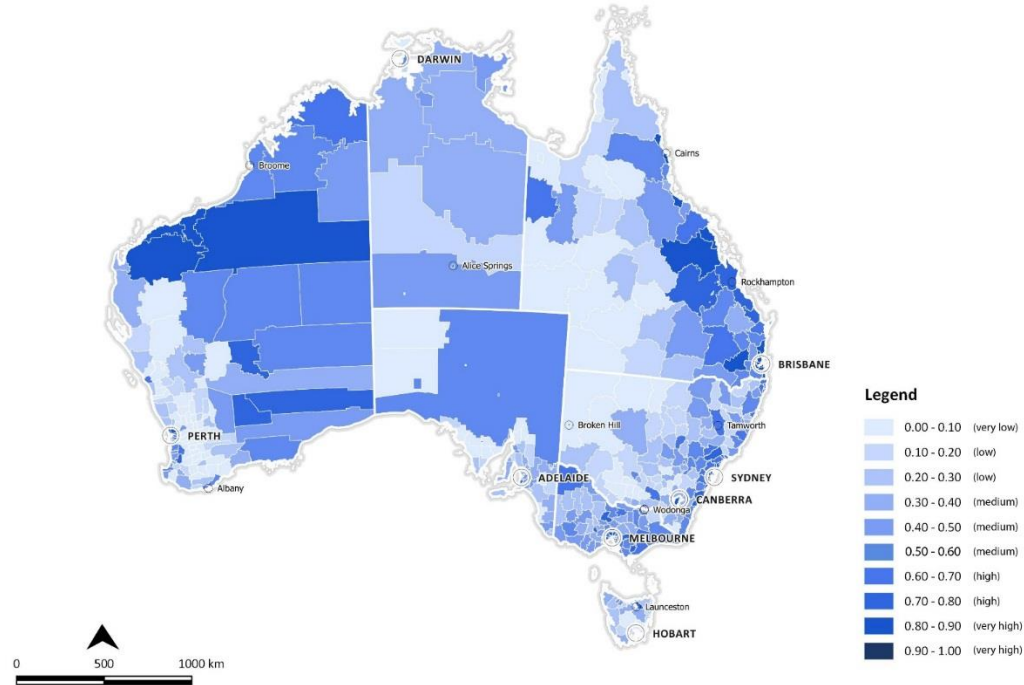 DARWIN
Cairns
Broome
Alice Springs
Rockhampton
BRISBANE
Broken Hill
Tamworth
PERTH
Albany
ADELAIDE
SYDNEY
CANBERRA
Wodonga
MELBOURNE
Launceston
HOBART
Legend
0.00 - 0.10 (very low)
0.10 - 0.20 (low)
0.20 - 0.30 (low)
0.30 - 0.40 (medium)
0.40 - 0.50 (medium)
0.50 - 0.60 (medium)
0.60 - 0.70 (high)
0.70 - 0.80 (high)
0.80 - 0.90 (very high)
0.90 - 1.00 (very high)
0 500 1000 km